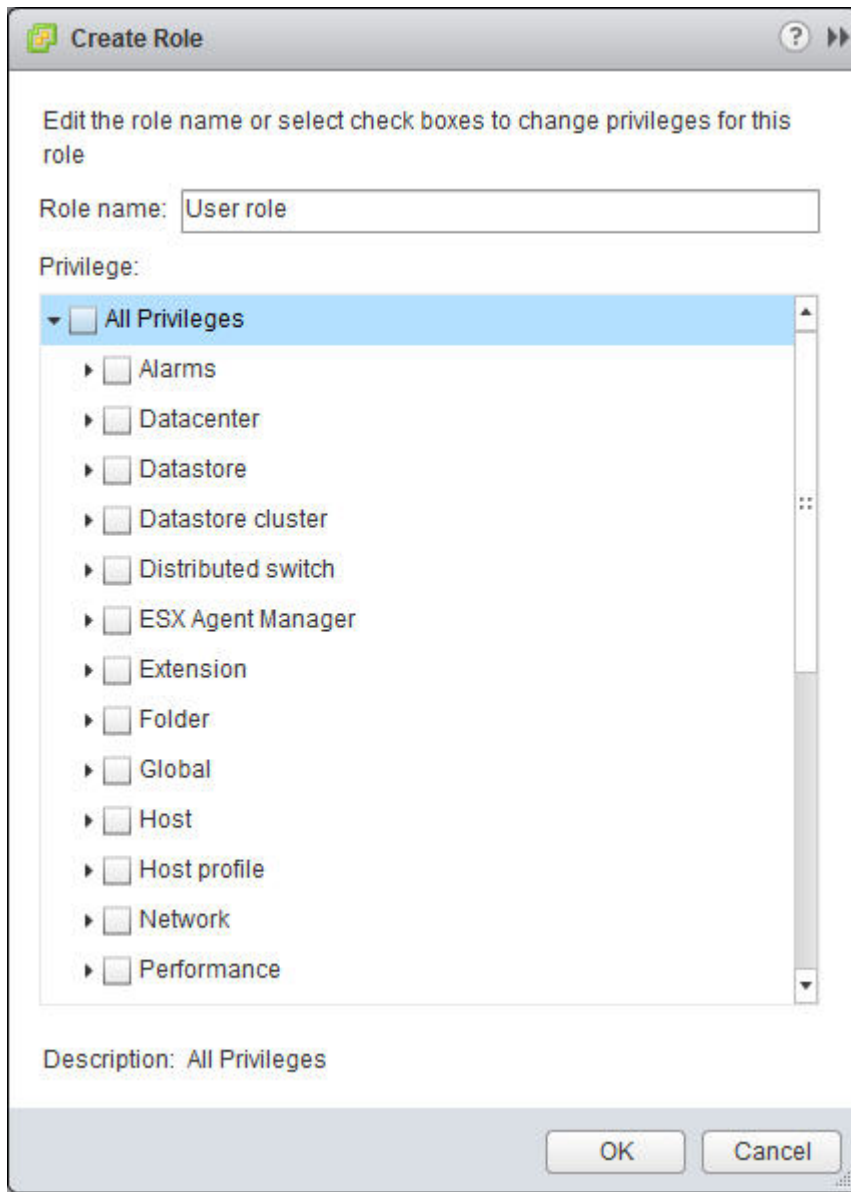 Create Role
?
Edit the role name or select check boxes to change privileges for this
role
Role name: User role
Privilege:
All Privileges
Alarms
Datacenter
Datastore
Datastore cluster
Distributed switch
ESX Agent Manager
Extension
Folder
Global
Host
Host profile
Network
Performance
Description: All Privileges
OK Cancel